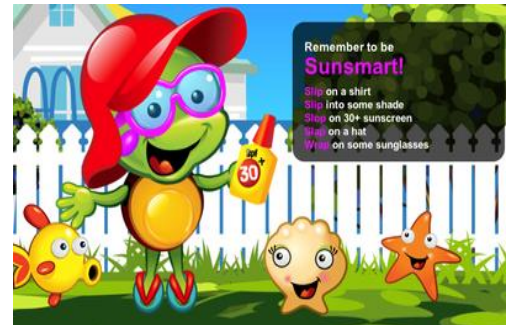 Remember to be
Sunsmart!
Slip on a shirt
Slip into some shade
Slop on 30+ sunscreen
Slap on a hat
Wrap on some sunglasses
30